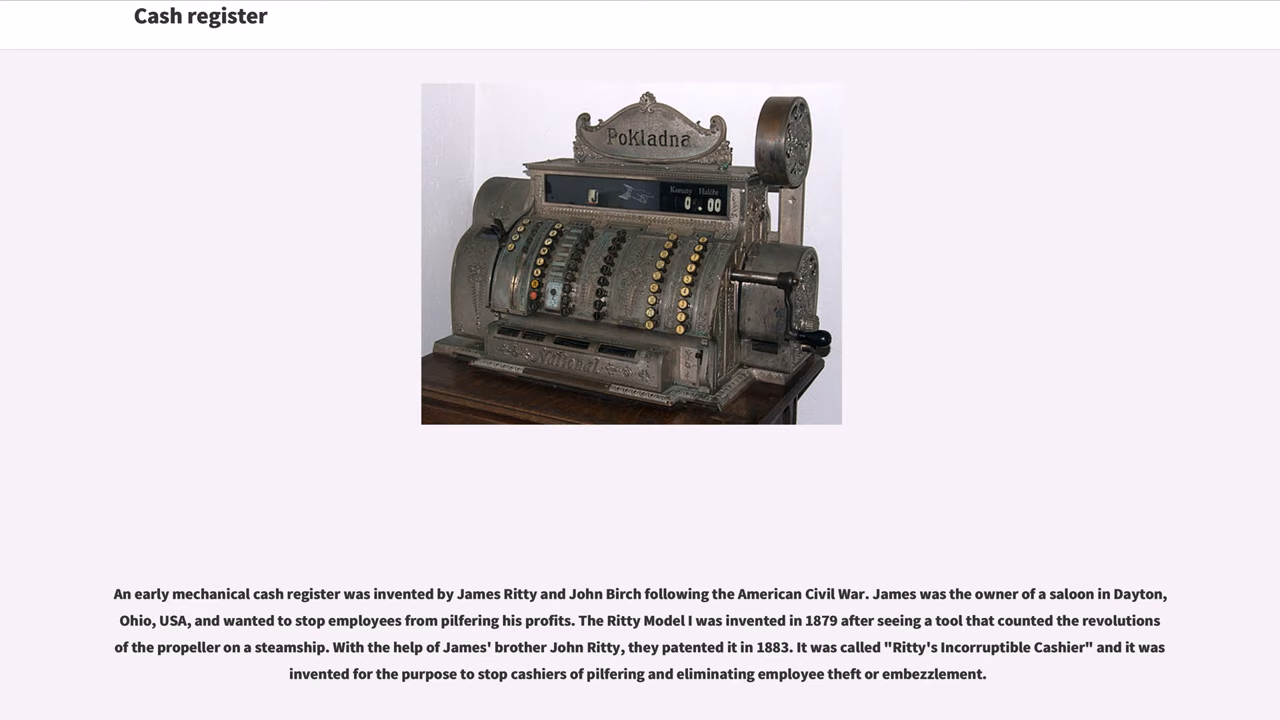 Cash register
Pokladna
Koruny Haléře
0.00
National
An early mechanical cash register was invented by James Ritty and John Birch following the American Civil War. James was the owner of a saloon in Dayton,
Ohio, USA, and wanted to stop employees from pilfering his profits. The Ritty Model I was invented in 1879 after seeing a tool that counted the revolutions
of the propeller on a steamship. With the help of James' brother John Ritty, they patented it in 1883. It was called "Ritty's Incorruptible Cashier" and it was
invented for the purpose to stop cashiers of pilfering and eliminating employee theft or embezzlement.